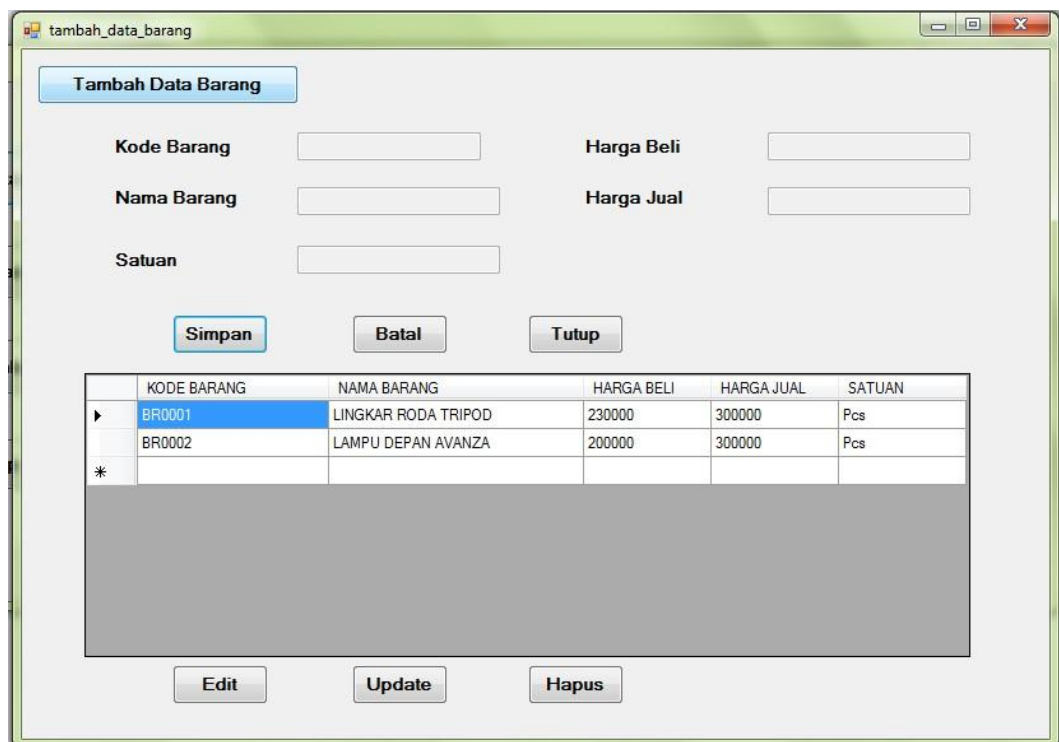 tambah_data_barang
Tambah Data Barang
Kode Barang Harga Beli
Nama Barang Harga Jual
Satuan
Simpan Batal Tutup
KODE BARANG NAMA BARANG HARGA BELI HARGA JUAL SATUAN
BR0001 LINGKAR RODA TRIPOD 230000 300000 Pcs
BR0002 LAMPU DEPAN AVANZA 200000 300000 Pcs
Edit Update Hapus